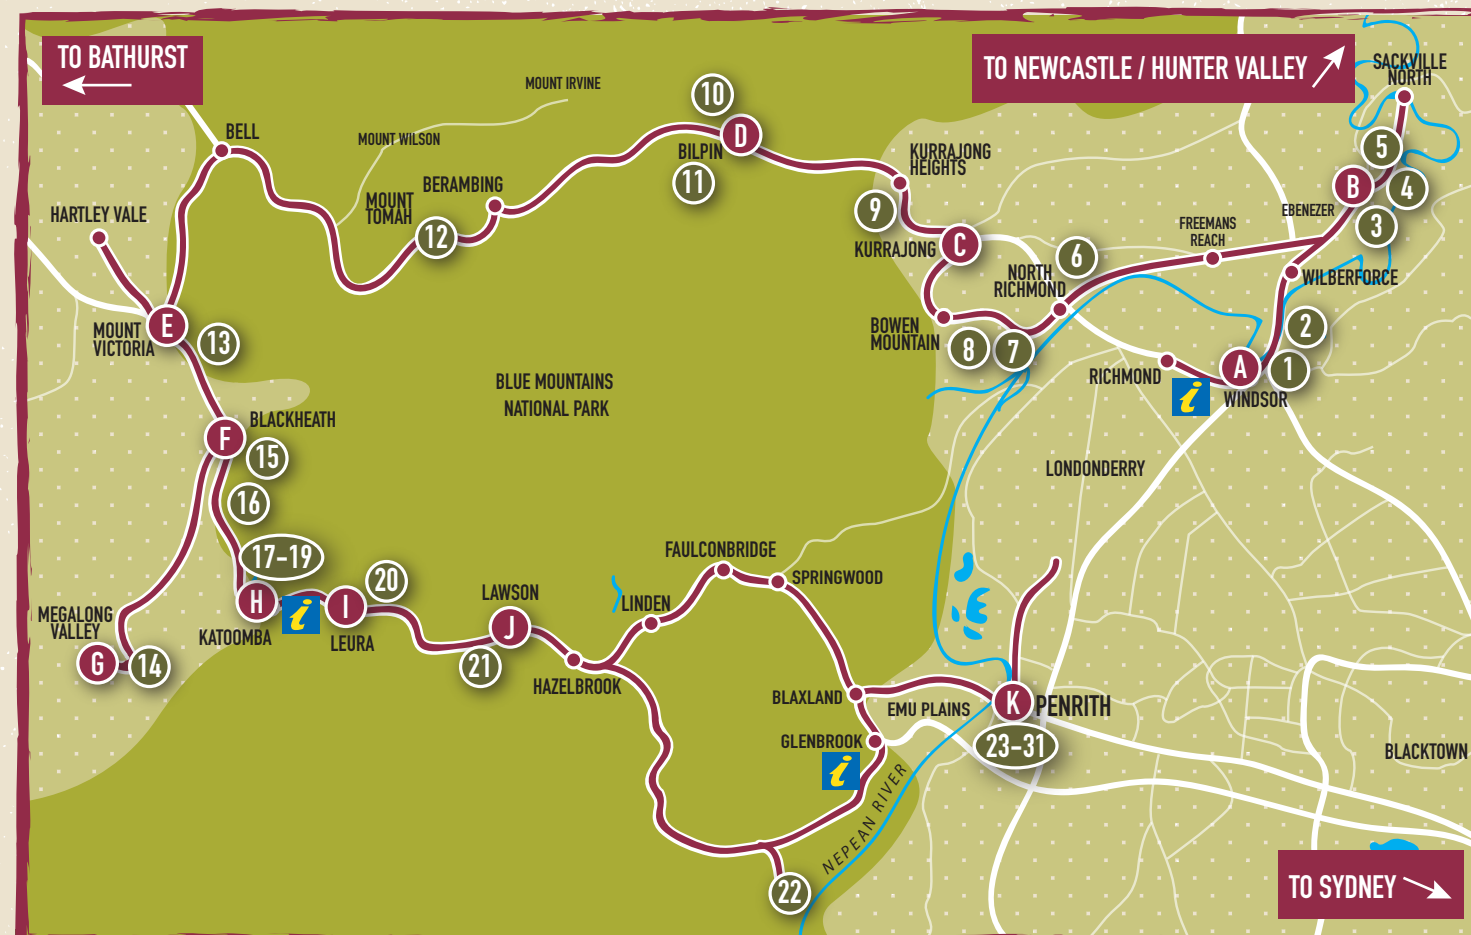 TO BATHURST
TO NEWCASTLE / HUNTER VALLEY
SACKVILLE
NORTH
MOUNT IRVINE
10
BELL
MOUNT WILSON
D
BILPIN
KURRAJONG
HEIGHTS
5
11
BERAMBING
B
4
MOUNT
TOMAH
HARTLEY VALE
9
EBENEZER
3
12
KURRAJONG
C
FREEMANS
REACH
6
NORTH
RICHMOND
WILBERFORCE
E
MOUNT
VICTORIA
13
BOWEN
MOUNTAIN
8
7
2
RICHMOND
A
1
i
WINDSOR
BLUE MOUNTAINS
NATIONAL PARK
BLACKHEATH
F
15
LONDONDERRY
16
17-19
FAULCONBRIDGE
SPRINGWOOD
20
LAWSON
LINDEN
H
i
I
J
MEGALONG
VALLEY
KATOOMBA
LEURA
G
14
21
HAZELBROOK
BLAXLAND
EMU PLAINS
K
PENRITH
GLENBROOK
23-31
BLACKTOWN
i
NEPEAN RIVER
22
TO SYDNEY